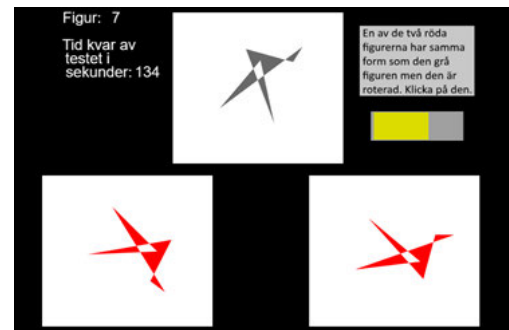 Figur: 7
Tid kvar av
testet i
sekunder: 134
En av de två röda
figurerna har samma
form som den grå
figuren men den är
roterad. Klicka på den.